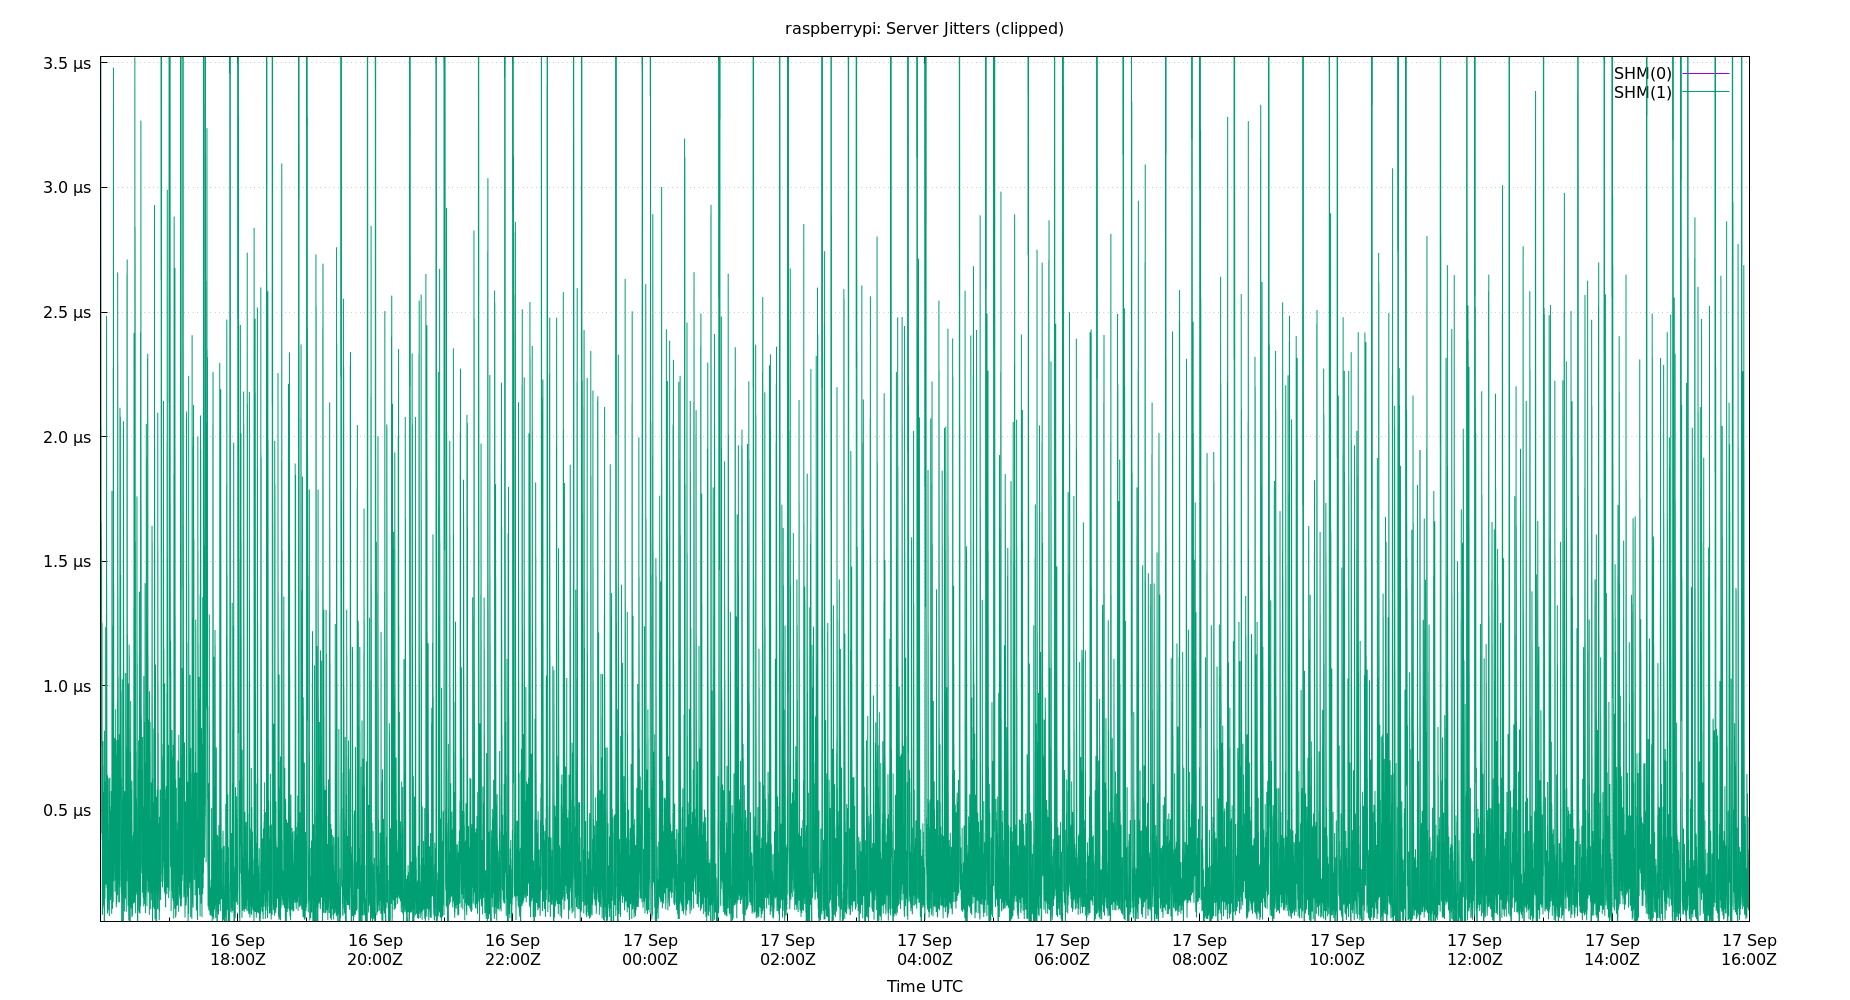 raspberrypi: Server Jitters (clipped)
3.5 µs
SHM(0)
SHM(1)
3.0 µs
2.5 µs
2.0 µs
1.5 µs
1.0 µs
0.5 µs
16 Sep 16 Sep 16 Sep 17 Sep 17 Sep 17 Sep 17 Sep 17 Sep 17 Sep 17 Sep 17 Sep 17 Sep
18:00Z 20:00Z 22:00Z 00:00Z 02:00Z 04:00Z 06:00Z 08:00Z 10:00Z 12:00Z 14:00Z 16:00Z
Time UTC